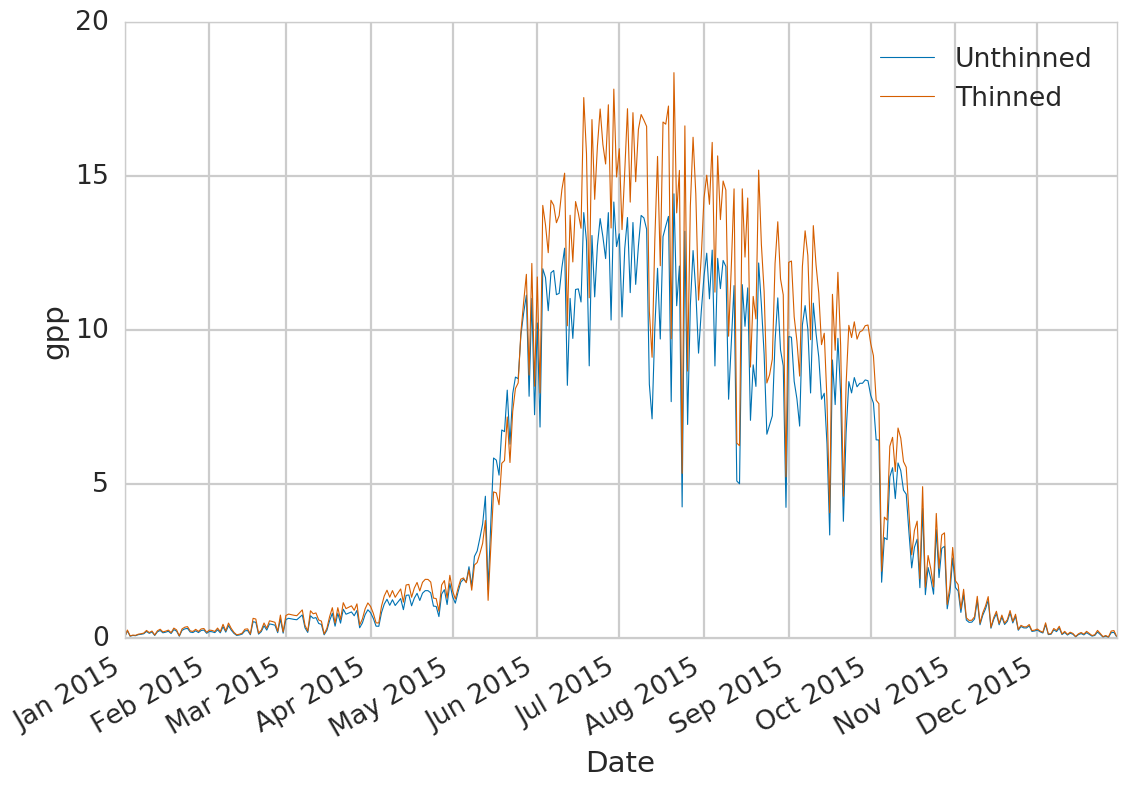 20
15
10
5
0
gpp
Unthinned
Thinned
Jan 2015
Feb 2015
Mar 2015
Apr 2015
May 2015
Jun 2015
Jul 2015
Aug 2015
Sep 2015
Oct 2015
Nov 2015
Dec 2015
Date